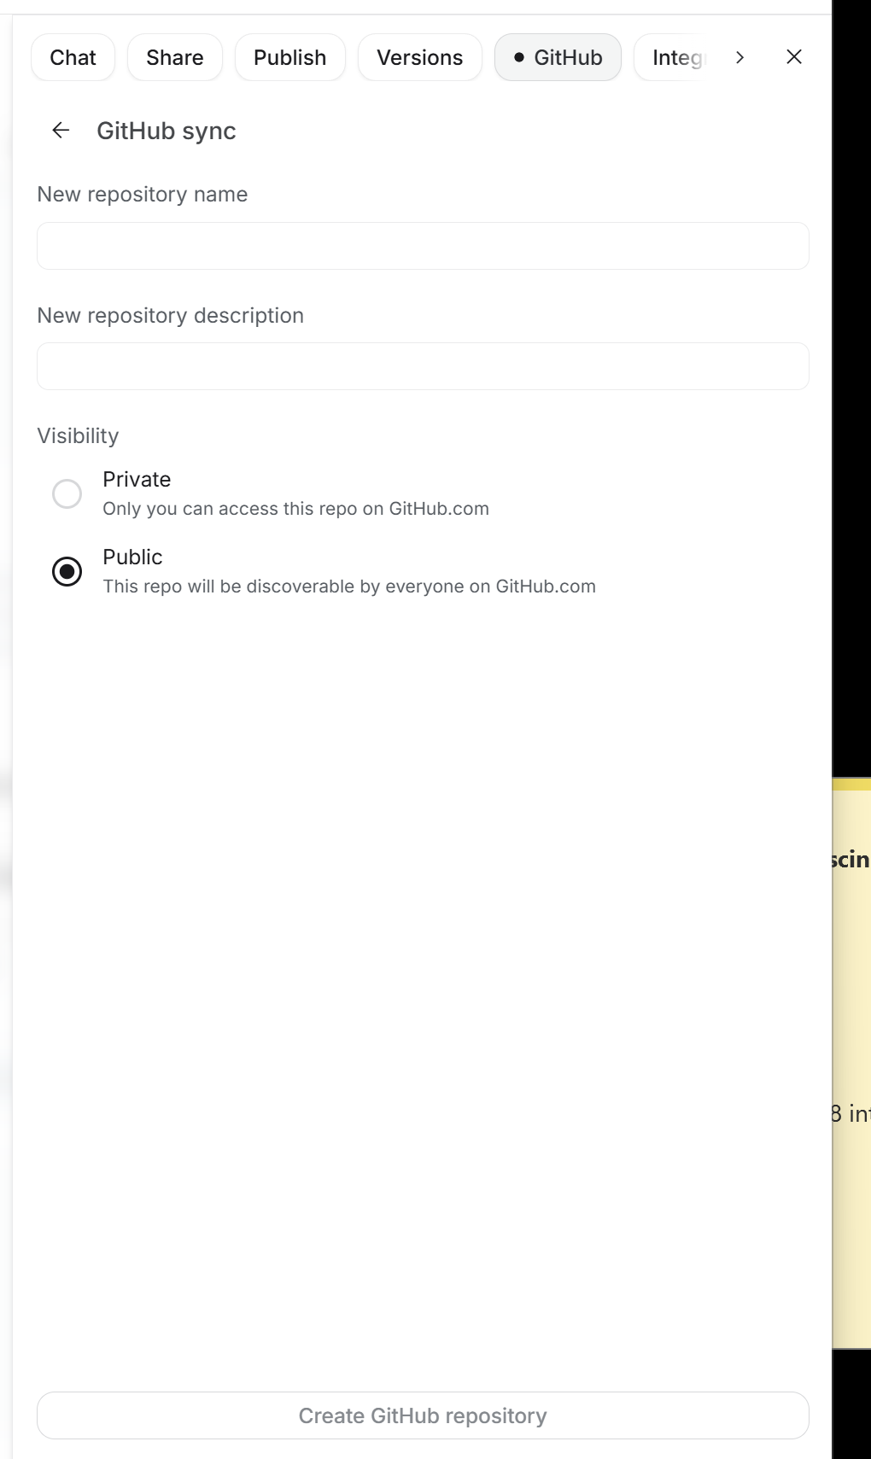 Chat
Share
Publish
Versions
GitHub
GitHub sync
New repository name
New repository description
Visibility
Private
Only you can access this repo on GitHub.com
Public
This repo will be discoverable by everyone on GitHub.com
Create GitHub repository